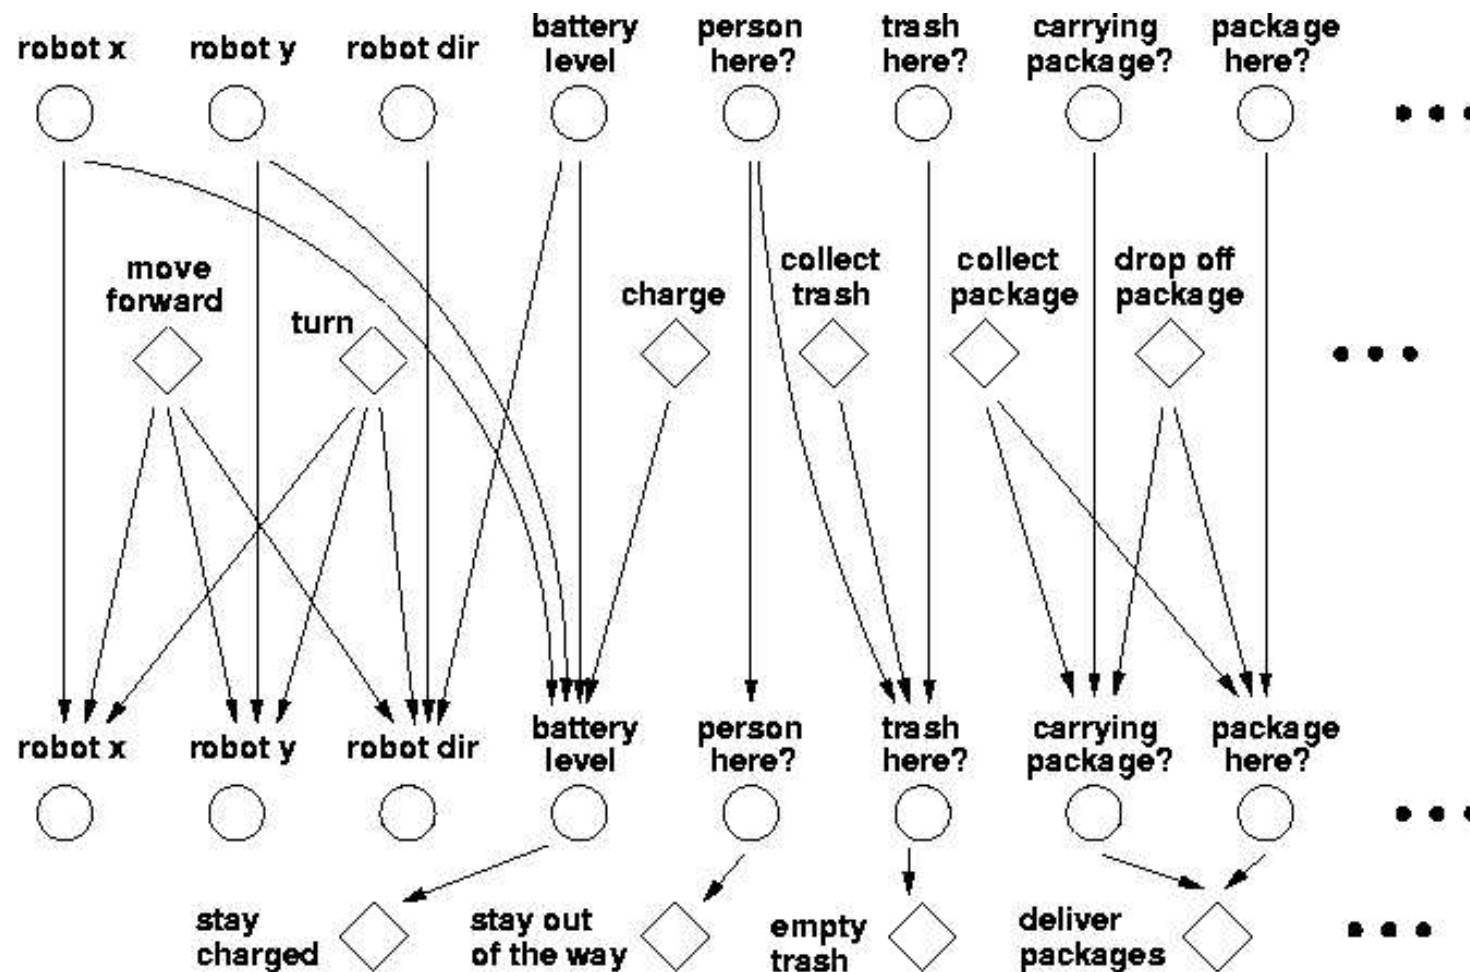 robot x
robot y
robot dir
battery
level
person
here?
trash
here?
carrying
package?
package
here?
move
forward
turn
charge
collect
trash
collect
package
drop off
package
robot x
robot y
robot dir
battery
level
person
here?
trash
here?
carrying
package?
package
here?
stay
charged
stay out
of the way
empty
trash
deliver
packages